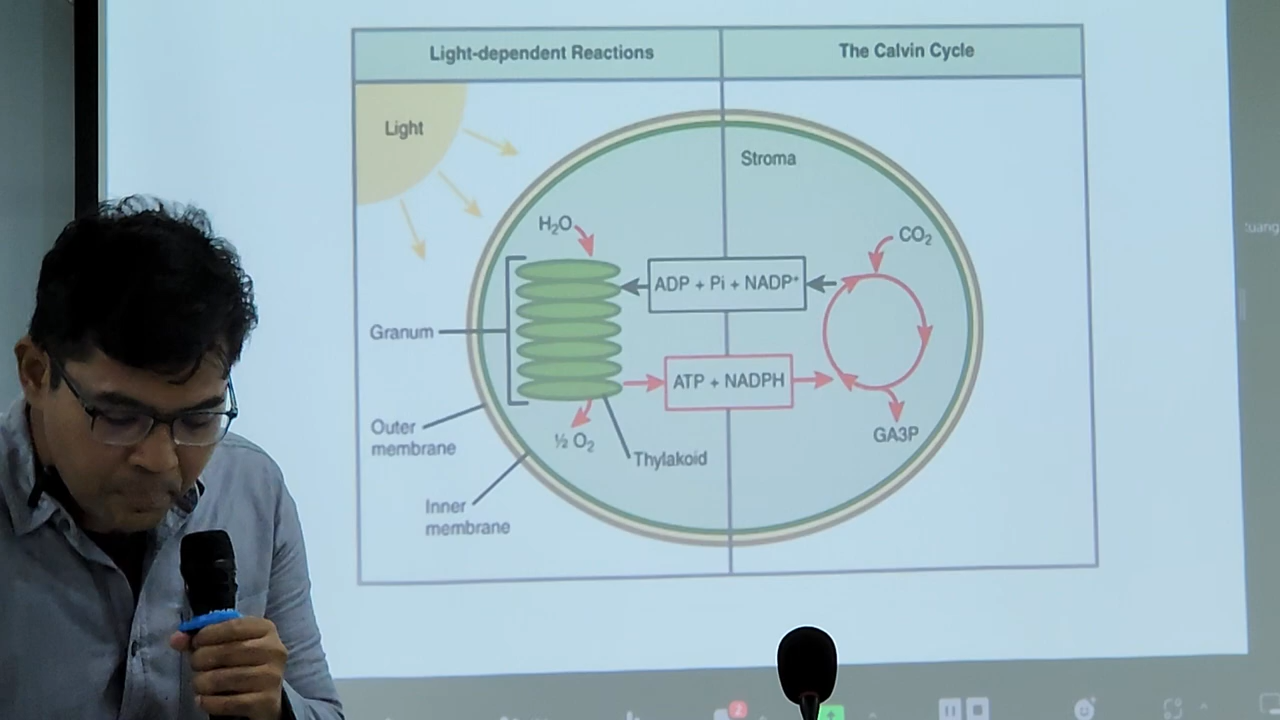 Light-dependent Reactions
The Calvin Cycle
Light
Stroma
H₂O
CO₂
ADP + Pi + NADP⁺
Granum
ATP + NADPH
Outer
membrane
½ O₂
GA3P
Thylakoid
Inner
membrane
2